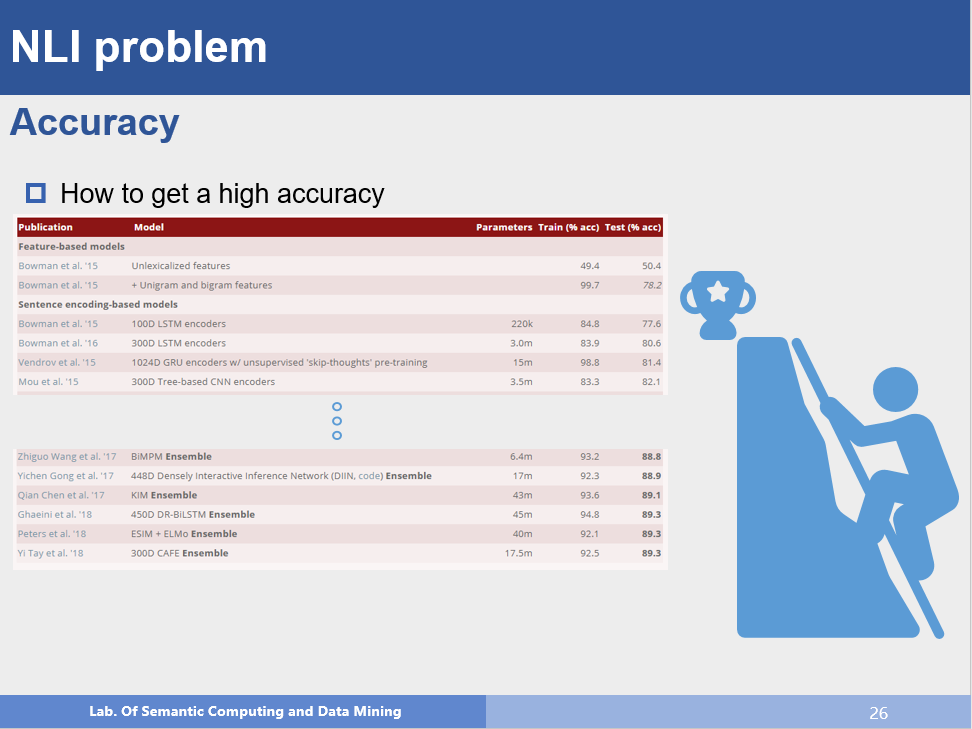 NLI problem
Accuracy
How to get a high accuracy
Publication Model Parameters Train (% acc) Test (% acc)
Feature-based models
Bowman et al. '15 Unlexicalized features 49.4 50.4
Bowman et al. '15 + Unigram and bigram features 99.7 78.2
Sentence encoding-based models
Bowman et al. '15 100D LSTM encoders 220k 84.8 77.6
Bowman et al. '16 300D LSTM encoders 3.0m 83.9 80.6
Vendrov et al. '15 1024D GRU encoders w/ unsupervised 'skip-thoughts' pre-training 15m 98.8 81.4
Mou et al. '15 300D Tree-based CNN encoders 3.5m 83.3 82.1
Zhiguo Wang et al. '17 BiMPM Ensemble 6.4m 93.2 88.8
Yichen Gong et al. '17 448D Densely Interactive Inference Network (DIIN, code) Ensemble 17m 92.3 88.9
Qian Chen et al. '17 KIM Ensemble 43m 93.6 89.1
Ghaeini et al. '18 450D DR-BiLSTM Ensemble 45m 94.8 89.3
Peters et al. '18 ESIM + ELMo Ensemble 40m 92.1 89.3
Yi Tay et al. '18 300D CAFE Ensemble 17.5m 92.5 89.3
Lab. Of Semantic Computing and Data Mining 26